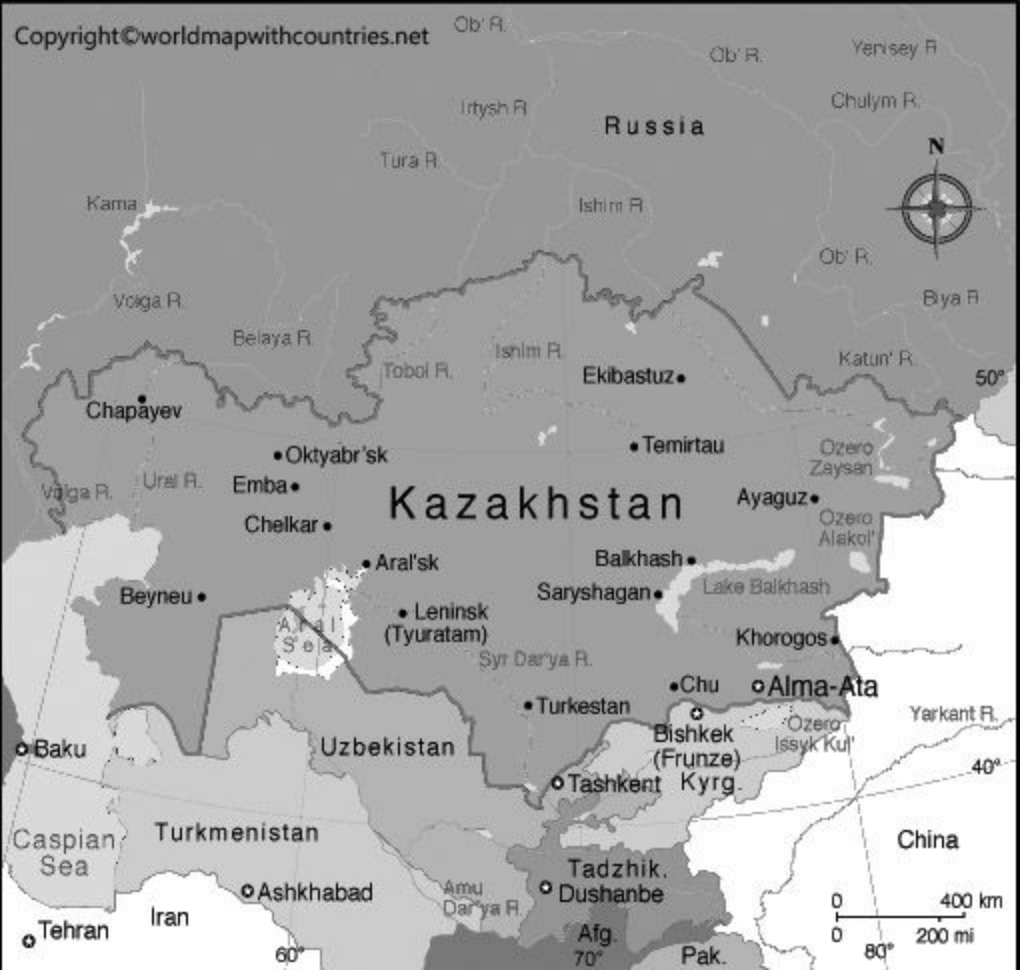 Copyright©worldmapwithcountries.net
Ob' R.
Ob' R.
Yenisey R
Irtysh R
Chulym R.
Russia
N
Tura R.
Kama
Ishim R
Ob' R.
Volga R.
Biya R
Belaya R.
Ishim R.
Katun' R.
Tobol R.
Ekibastuz
50°
Chapayev
Oktyabr'sk
Temirtau
Ozero
Zaysan
Volga R.
Ural R.
Emba
Kazakhstan
Ayaguz
Chelkar
Ozero
Alakol'
Aral'sk
Balkhash
Beyneu
Saryshagan
Lake Balkhash
Leninsk
(Tyuratam)
Aral
Sea
Khorogos
Syr Dar'ya R.
Chu
Alma-Ata
Turkestan
Yarkant R.
Bishkek
(Frunze)
Ozero
Issyk Kul'
Baku
Uzbekistan
Tashkent
Kyrg.
40°
Caspian
Sea
Turkmenistan
China
Tadzhik.
Ashkhabad
Amu
Dar'ya R.
Dushanbe
0 400 km
0 200 mi
Tehran
Iran
Afg.
Pak.
60°
70°
80°